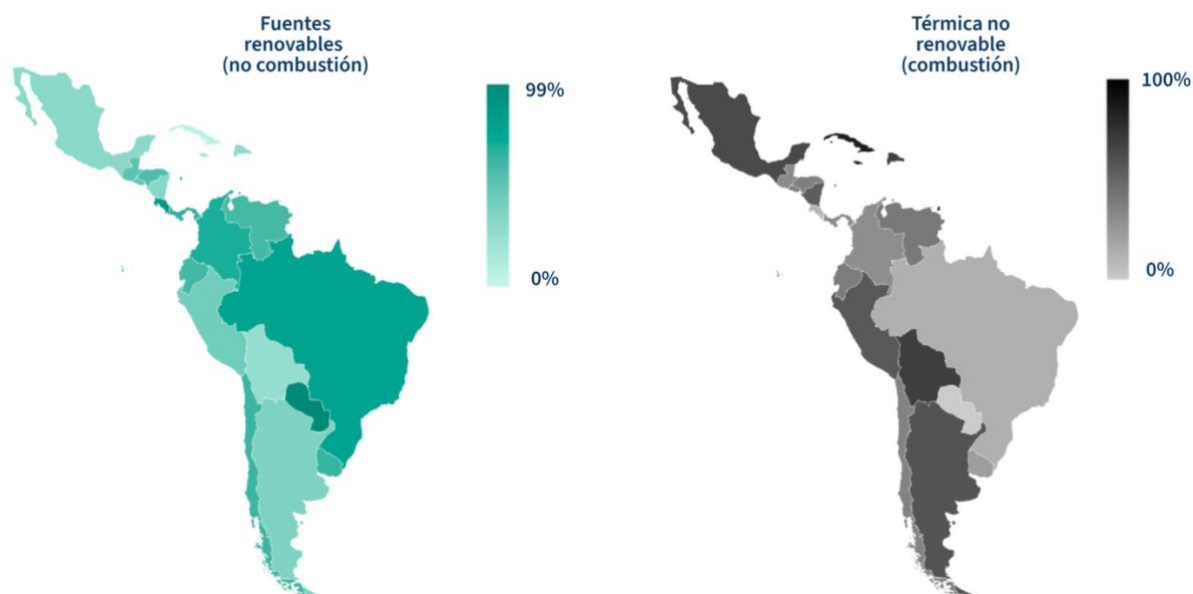 Fuentes
renovables
(no combustión)
99%
0%
Térmica no
renovable
(combustión)
100%
0%